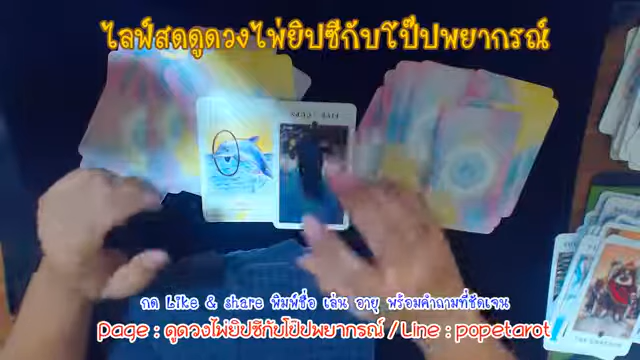 ไลฟ์สดดูดวงไพ่ยิปซีกับโป๊ปพยากรณ์
กด Like & share พิมพ์ชื่อ เล่น อายุ พร้อมคำถามที่ชัดเจน
Page : ดูดวงไพ่ยิปซีกับโป๊ปพยากรณ์ / Line : popetarot